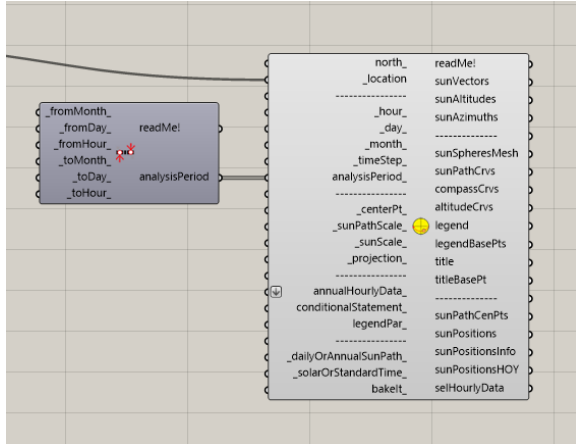 _fromMonth_
_fromDay_
_fromHour_
_toMonth_
_toDay_
_toHour_
readMe!
analysisPeriod
north_
_location
---------------
_hour_
_day_
_month_
_timeStep_
analysisPeriod_
---------------
_centerPt_
_sunPathScale_
_sunScale_
_projection_
---------------
annualHourlyData_
conditionalStatement_
legendPar_
---------------
_dailyOrAnnualSunPath_
_solarOrStandardTime_
bakeIt_
readMe!
sunVectors
sunAltitudes
sunAzimuths
--------------
sunSpheresMesh
sunPathCrvs
compassCrvs
altitudeCrvs
legend
legendBasePts
title
titleBasePt
--------------
sunPathCenPts
sunPositions
sunPositionsInfo
sunPositionsHOY
selHourlyData